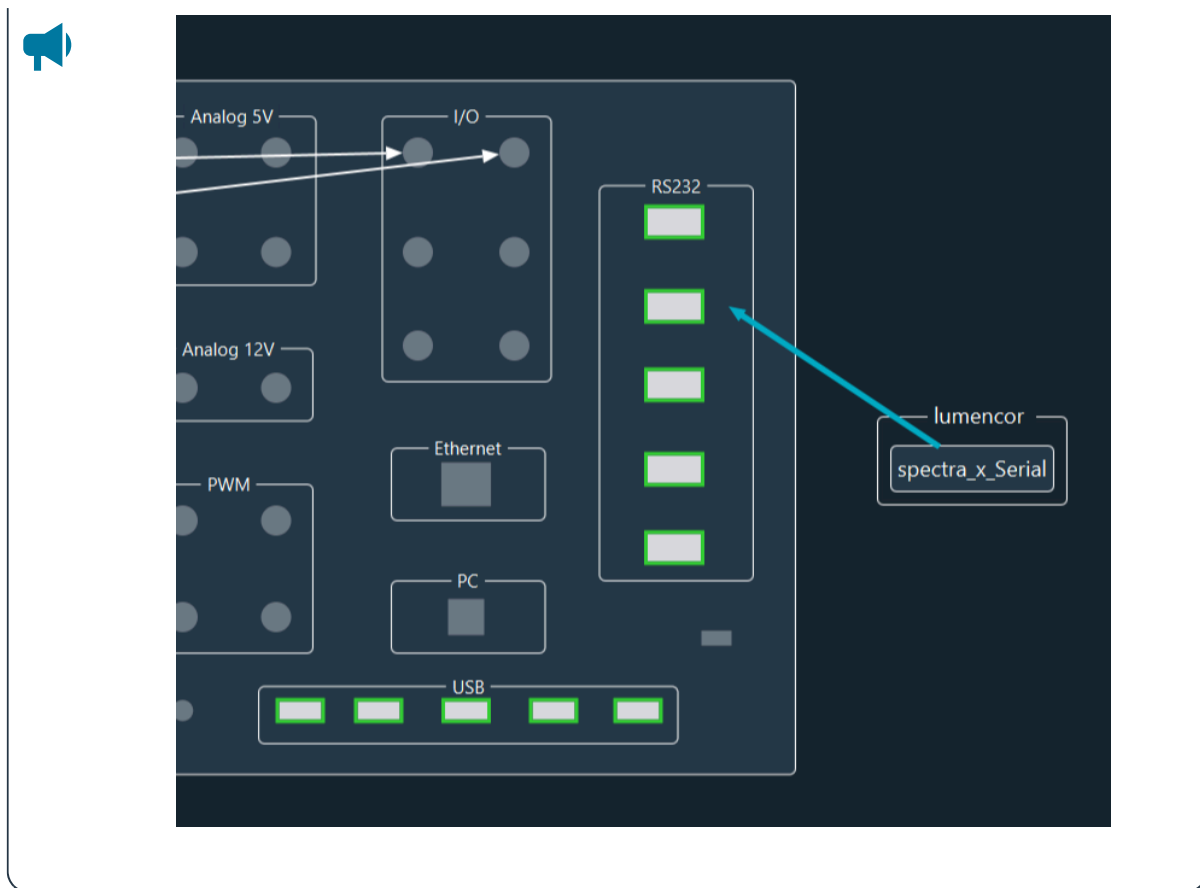 Analog 5V
I/O
RS232
Analog 12V
lumencor
Ethernet
spectra_x_Serial
PWM
PC
USB